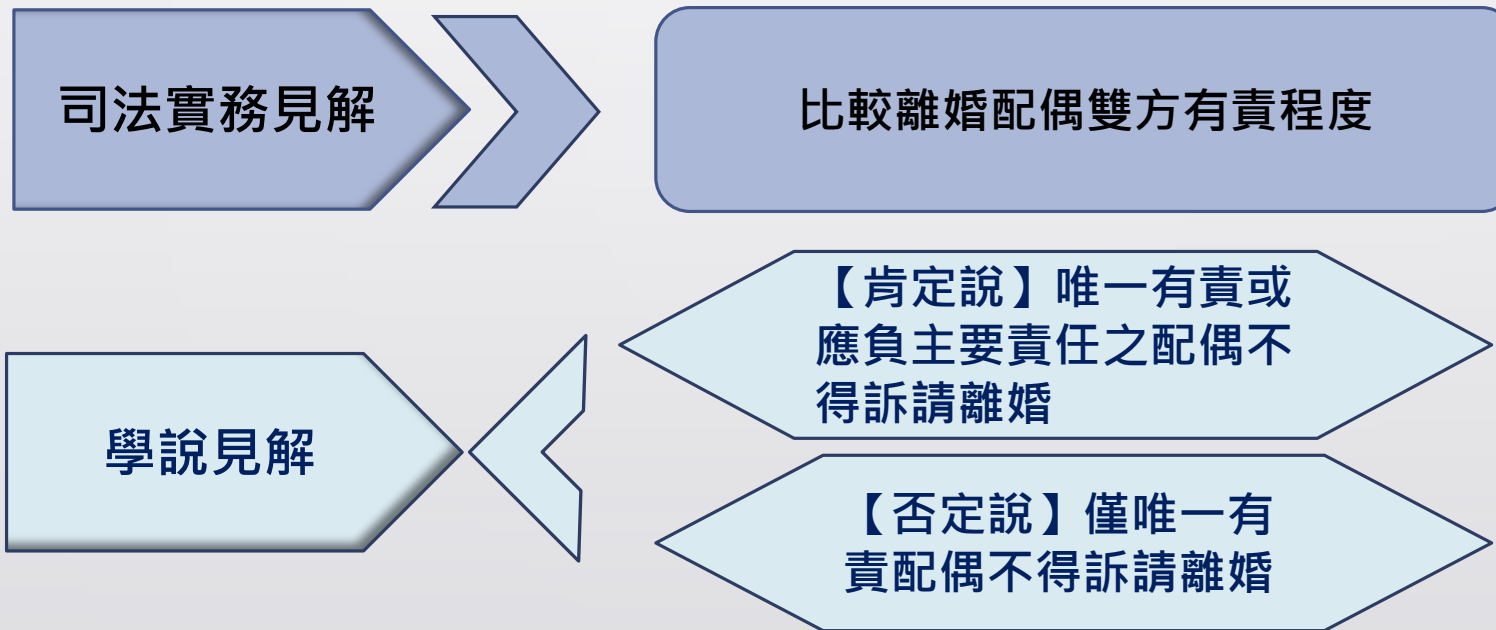 司法實務見解
比較離婚配偶雙方有責程度
學說見解
【肯定說】唯一有責或
應負主要責任之配偶不
得訴請離婚
【否定說】僅唯一有
責配偶不得訴請離婚